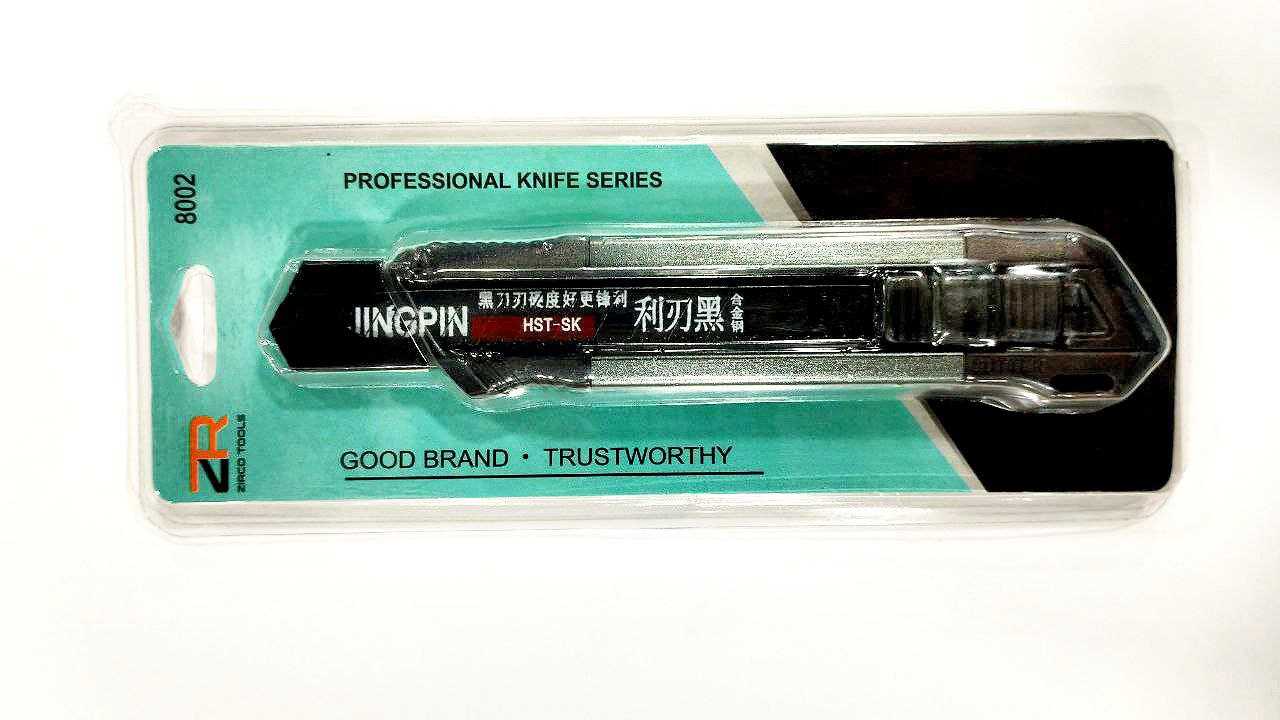 8002
PROFESSIONAL KNIFE SERIES
JINGPIN
黑刀刃硬度好更锋利
HST-SK
利刃黑
合金钢
ZR
ZIRCO TOOLS
GOOD BRAND · TRUSTWORTHY